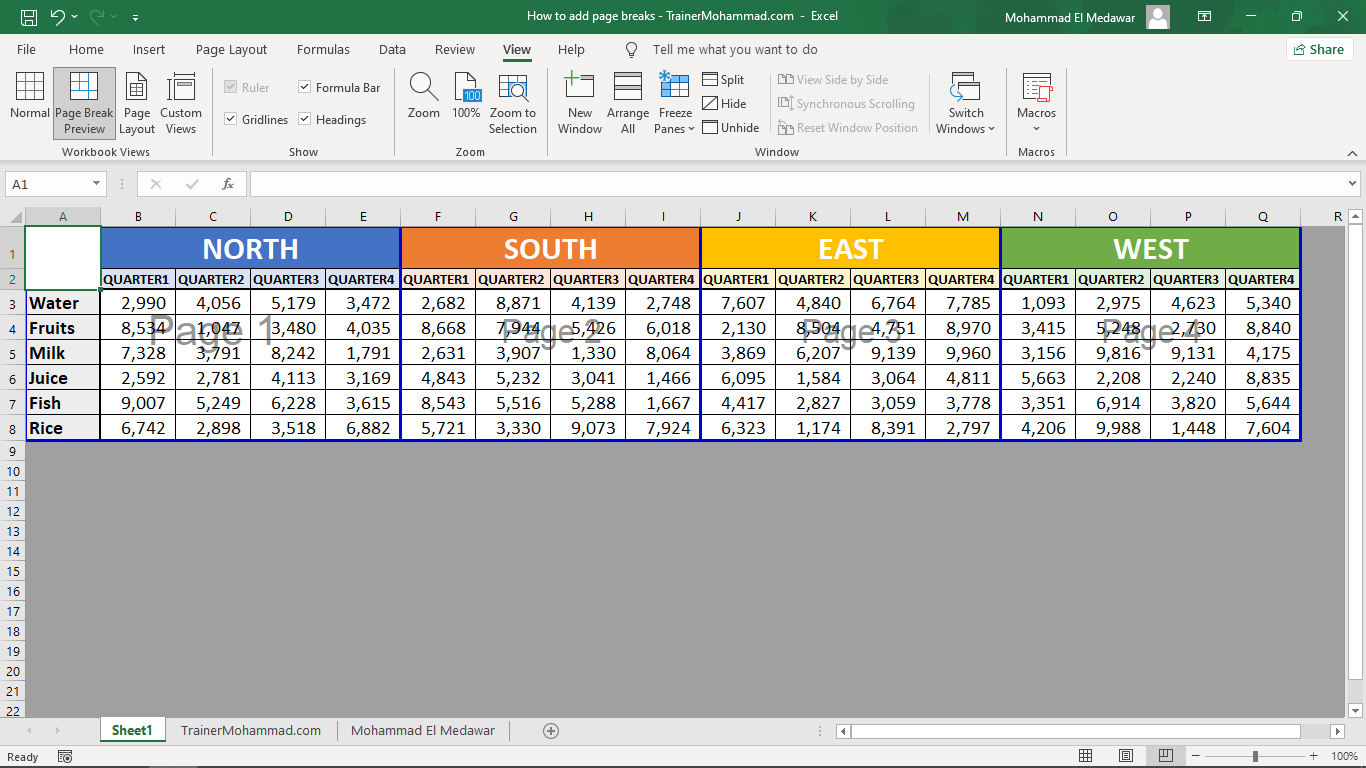 How to add page breaks - TrainerMohammad.com - Excel
Mohammad El Medawar
File Home Insert Page Layout Formulas Data Review View Help Tell me what you want to do Share
Normal
Page Break Preview
Page Layout
Custom Views
Workbook Views
Ruler
Formula Bar
Gridlines
Headings
Show
Zoom
100
100%
Zoom to Selection
Zoom
New Window
Arrange All
Freeze Panes
Split
Hide
Unhide
View Side by Side
Synchronous Scrolling
Reset Window Position
Switch Windows
Window
Macros
Macros
A1
fx
A B C D E F G H I J K L M N O P Q R
1 NORTH SOUTH EAST WEST
2 QUARTER1 QUARTER2 QUARTER3 QUARTER4 QUARTER1 QUARTER2 QUARTER3 QUARTER4 QUARTER1 QUARTER2 QUARTER3 QUARTER4 QUARTER1 QUARTER2 QUARTER3 QUARTER4
3 Water 2,990 4,056 5,179 3,472 2,682 8,871 4,139 2,748 7,607 4,840 6,764 7,785 1,093 2,975 4,623 5,340
4 Fruits 8,534 1,047 3,480 4,035 8,668 7,944 5,426 6,018 2,130 8,504 4,751 8,970 3,415 5,248 2,730 8,840
Page 1 Page 2 Page 3 Page 4
5 Milk 7,328 3,791 8,242 1,791 2,631 3,907 1,330 8,064 3,869 6,207 9,139 9,960 3,156 9,816 9,131 4,175
6 Juice 2,592 2,781 4,113 3,169 4,843 5,232 3,041 1,466 6,095 1,584 3,064 4,811 5,663 2,208 2,240 8,835
7 Fish 9,007 5,249 6,228 3,615 8,543 5,516 5,288 1,667 4,417 2,827 3,059 3,778 3,351 6,914 3,820 5,644
8 Rice 6,742 2,898 3,518 6,882 5,721 3,330 9,073 7,924 6,323 1,174 8,391 2,797 4,206 9,988 1,448 7,604
9
10
11
12
13
14
15
16
17
18
19
20
21
22
Sheet1 TrainerMohammad.com Mohammad El Medawar
Ready
100%